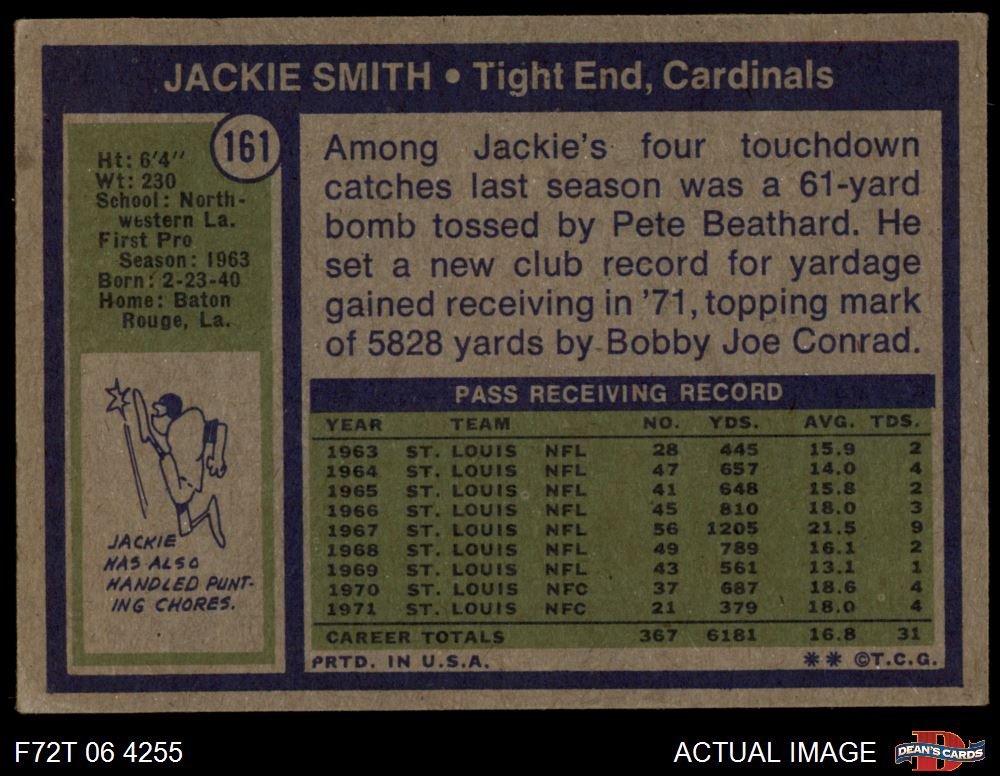 JACKIE SMITH • Tight End, Cardinals
161
Ht: 6'4"
Wt: 230
School: North-
western La.
First Pro
Season: 1963
Born: 2-23-40
Home: Baton
Rouge, La.
JACKIE
HAS ALSO
HANDLED PUNT-
ING CHORES.
Among Jackie's four touchdown
catches last season was a 61-yard
bomb tossed by Pete Beathard. He
set a new club record for yardage
gained receiving in '71, topping mark
of 5828 yards by Bobby Joe Conrad.
PASS RECEIVING RECORD
YEAR TEAM NO. YDS. AVG. TDS.
1963 ST. LOUIS NFL 28 445 15.9 2
1964 ST. LOUIS NFL 47 657 14.0 4
1965 ST. LOUIS NFL 41 648 15.8 2
1966 ST. LOUIS NFL 45 810 18.0 3
1967 ST. LOUIS NFL 56 1205 21.5 9
1968 ST. LOUIS NFL 49 789 16.1 2
1969 ST. LOUIS NFL 43 561 13.1 1
1970 ST. LOUIS NFC 37 687 18.6 4
1971 ST. LOUIS NFC 21 379 18.0 4
CAREER TOTALS 367 6181 16.8 31
PRTD. IN U.S.A. ** ©T.C.G.
F72T 06 4255
ACTUAL IMAGE
D
DEAN'S CARDS